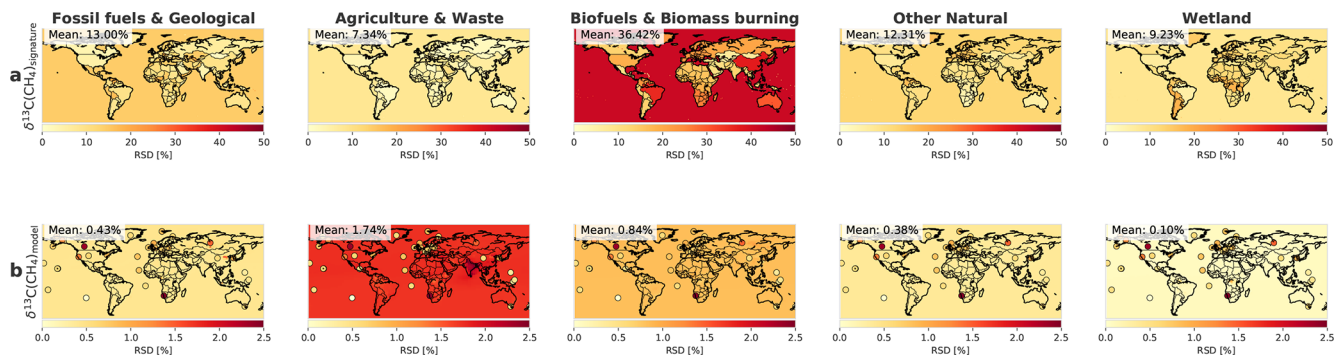 Fossil fuels & Geological Agriculture & Waste Biofuels & Biomass burning Other Natural Wetland
a
δ¹³C(CH₄)signature
Mean: 13.00% Mean: 7.34% Mean: 36.42% Mean: 12.31% Mean: 9.23%
0 10 20 30 40 50 0 10 20 30 40 50 0 10 20 30 40 50 0 10 20 30 40 50 0 10 20 30 40 50
RSD [%] RSD [%] RSD [%] RSD [%] RSD [%]
b
δ¹³C(CH₄)model
Mean: 0.43% Mean: 1.74% Mean: 0.84% Mean: 0.38% Mean: 0.10%
0.0 0.5 1.0 1.5 2.0 2.5 0.0 0.5 1.0 1.5 2.0 2.5 0.0 0.5 1.0 1.5 2.0 2.5 0.0 0.5 1.0 1.5 2.0 2.5 0.0 0.5 1.0 1.5 2.0 2.5
RSD [%] RSD [%] RSD [%] RSD [%] RSD [%]